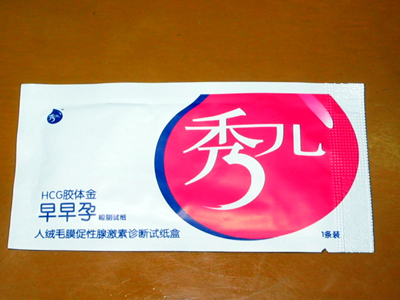 秀儿
HCG胶体金
早早孕 检测试纸
人绒毛膜促性腺激素诊断试纸盒
1条装